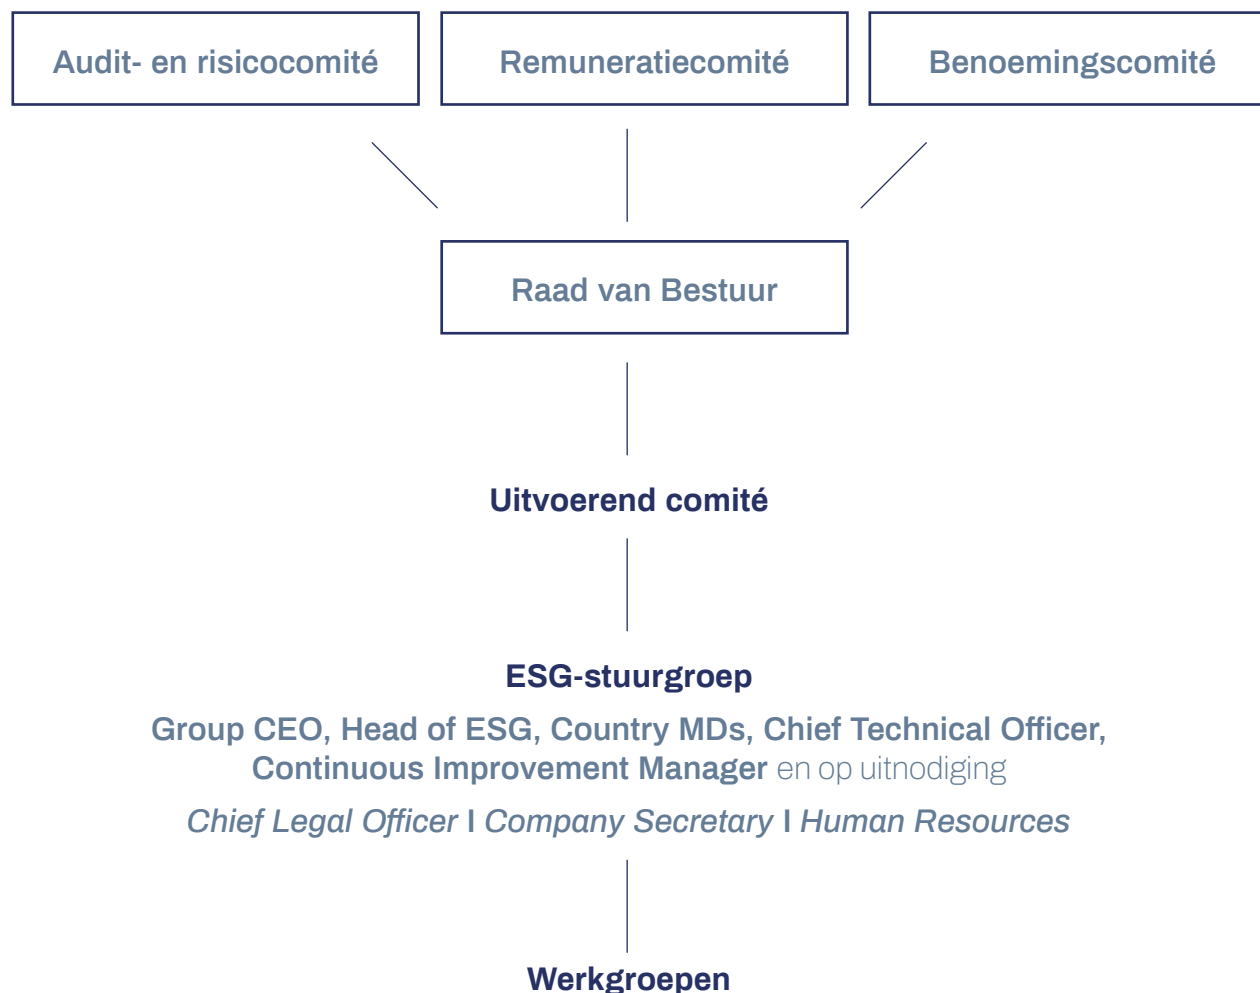 Audit- en risicocomité
Remuneratiecomité
Benoemingscomité
Raad van Bestuur
Uitvoerend comité
ESG-stuurgroep
Group CEO, Head of ESG, Country MDs, Chief Technical Officer,
Continuous Improvement Manager en op uitnodiging
Chief Legal Officer I Company Secretary I Human Resources
Werkgroepen